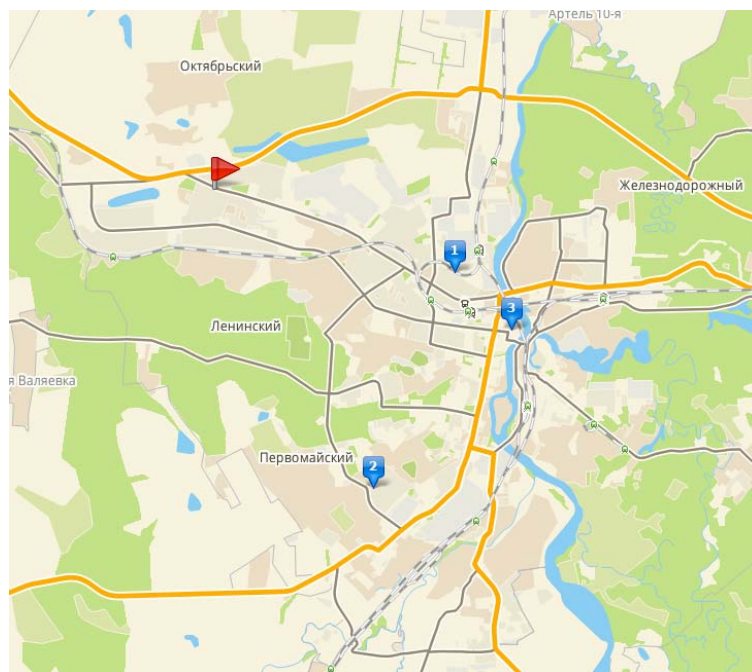 Артель 10-я
Октябрьский
Железнодорожный
1
3
Ленинский
я Валяевка
Первомайский
2